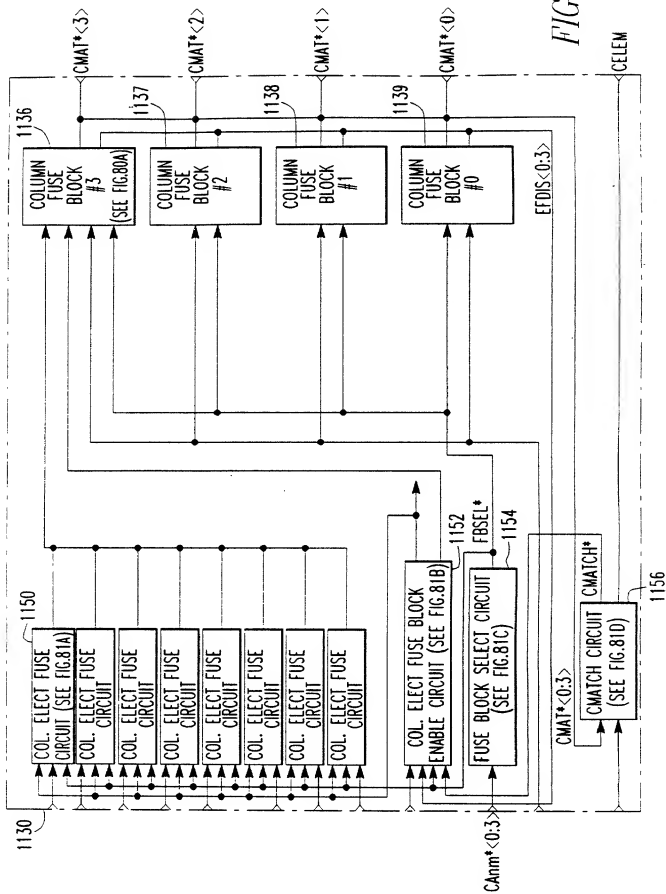 1130
1150
COL. ELECT FUSE
CIRCUIT (SEE FIG.81A)
COL. ELECT FUSE
CIRCUIT
COL. ELECT FUSE
CIRCUIT
COL. ELECT FUSE
CIRCUIT
COL. ELECT FUSE
CIRCUIT
COL. ELECT FUSE
CIRCUIT
COL. ELECT FUSE
CIRCUIT
COL. ELECT FUSE
CIRCUIT
COL. ELECT FUSE BLOCK
ENABLE CIRCUIT (SEE FIG.81B)
1152
FBSEL*
FUSE BLOCK SELECT CIRCUIT
(SEE FIG.81C)
1154
CAnm*<0:3>
CMAT*<0:3>
CMATCH*
CMATCH CIRCUIT
(SEE FIG.81D)
1156
1136
COLUMN
FUSE
BLOCK
#3
(SEE FIG.80A)
CMAT*<3>
1137
COLUMN
FUSE
BLOCK
#2
CMAT*<2>
1138
COLUMN
FUSE
BLOCK
#1
CMAT*<1>
1139
COLUMN
FUSE
BLOCK
#0
CMAT*<0>
EFDIS<0:3>
CELEM
FIG